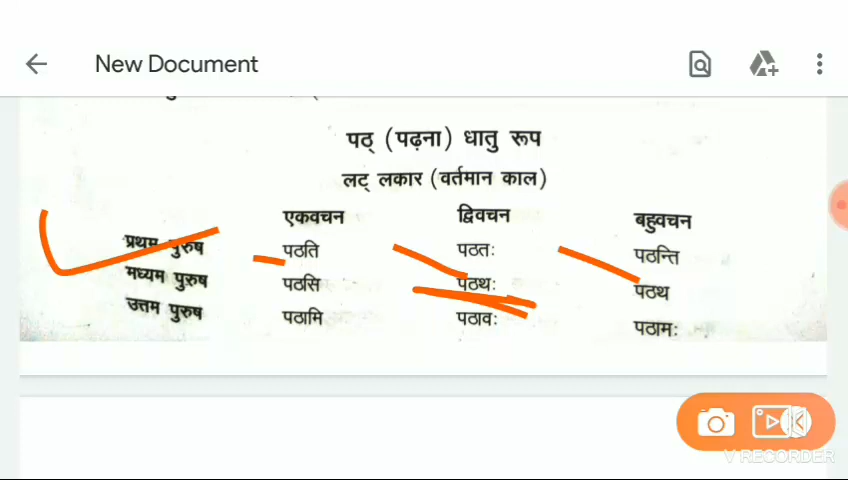 New Document
पठ् (पढ़ना) धातु रूप
लट् लकार (वर्तमान काल)
एकवचन द्विवचन बहुवचन
प्रथम पुरुष पठति पठतः पठन्ति
मध्यम पुरुष पठसि पठथः पठथ
उत्तम पुरुष पठामि पठावः पठामः
V RECORDER